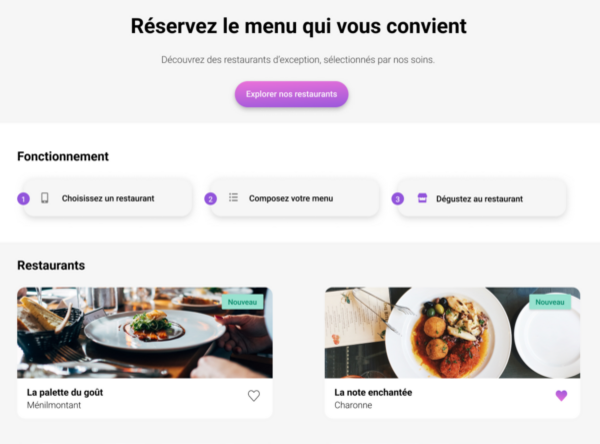 Réservez le menu qui vous convient
Découvrez des restaurants d'exception, sélectionnés par nos soins.
Explorer nos restaurants
Fonctionnement
1 Choisissez un restaurant
2 Composez votre menu
3 Dégustez au restaurant
Restaurants
Nouveau
Nouveau
La palette du goût
Ménilmontant
La note enchantée
Charonne